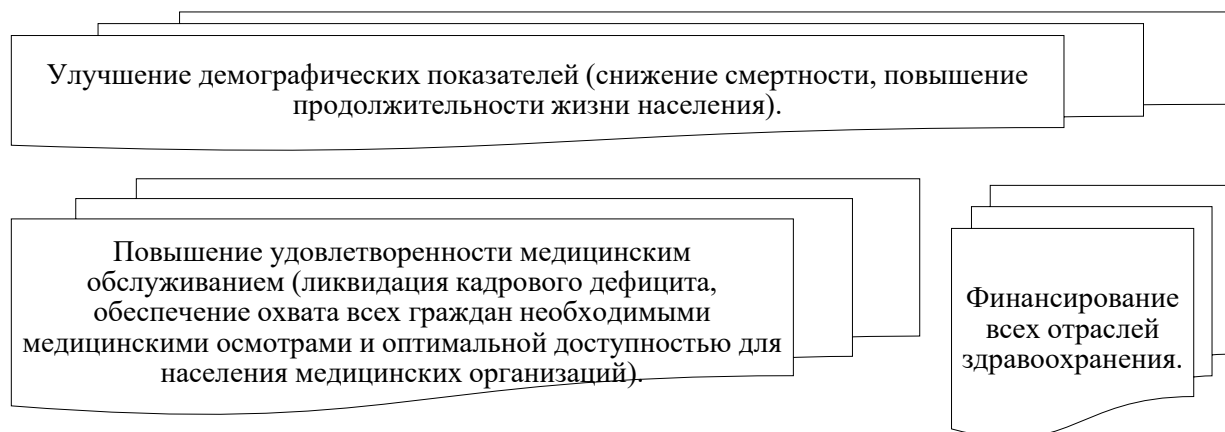 Улучшение демографических показателей (снижение смертности, повышение
продолжительности жизни населения).
Повышение удовлетворенности медицинским
обслуживанием (ликвидация кадрового дефицита,
обеспечение охвата всех граждан необходимыми
медицинскими осмотрами и оптимальной доступностью для
населения медицинских организаций).
Финансирование
всех отраслей
здравоохранения.